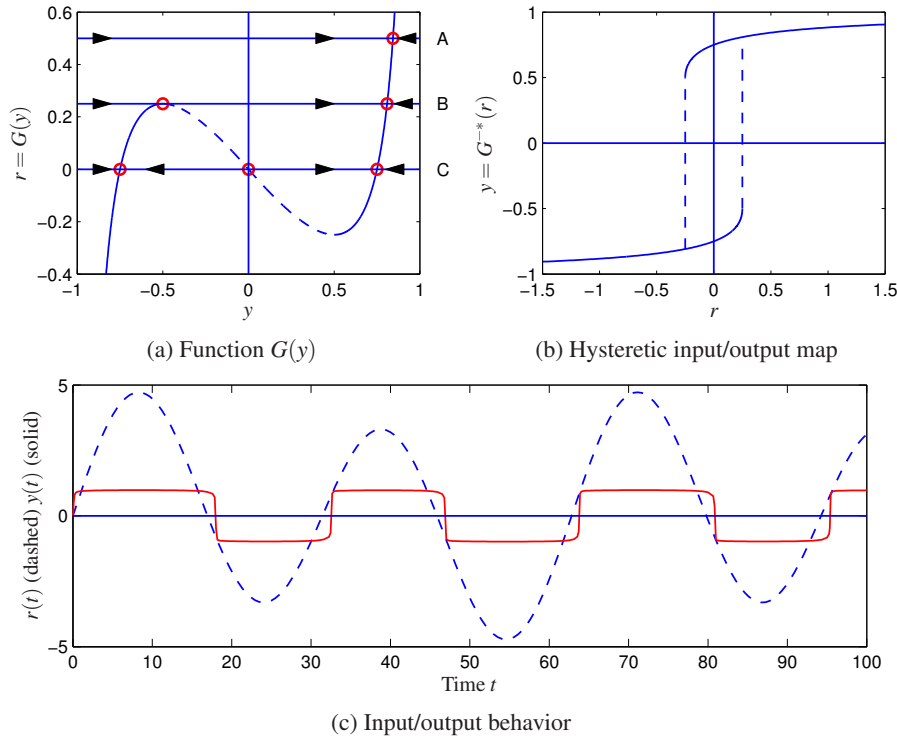 0.6
0.4
0.2
0
−0.2
−0.4
r = G(y)
−1
−0.5
0
0.5
1
y
A
B
C
(a) Function G(y)
1
0.5
0
−0.5
−1
y = G⁻*(r)
−1.5
−0.5
0
0.5
1.5
r
(b) Hysteretic input/output map
5
0
−5
r(t) (dashed) y(t) (solid)
0
10
20
30
40
50
60
70
80
90
100
Time t
(c) Input/output behavior